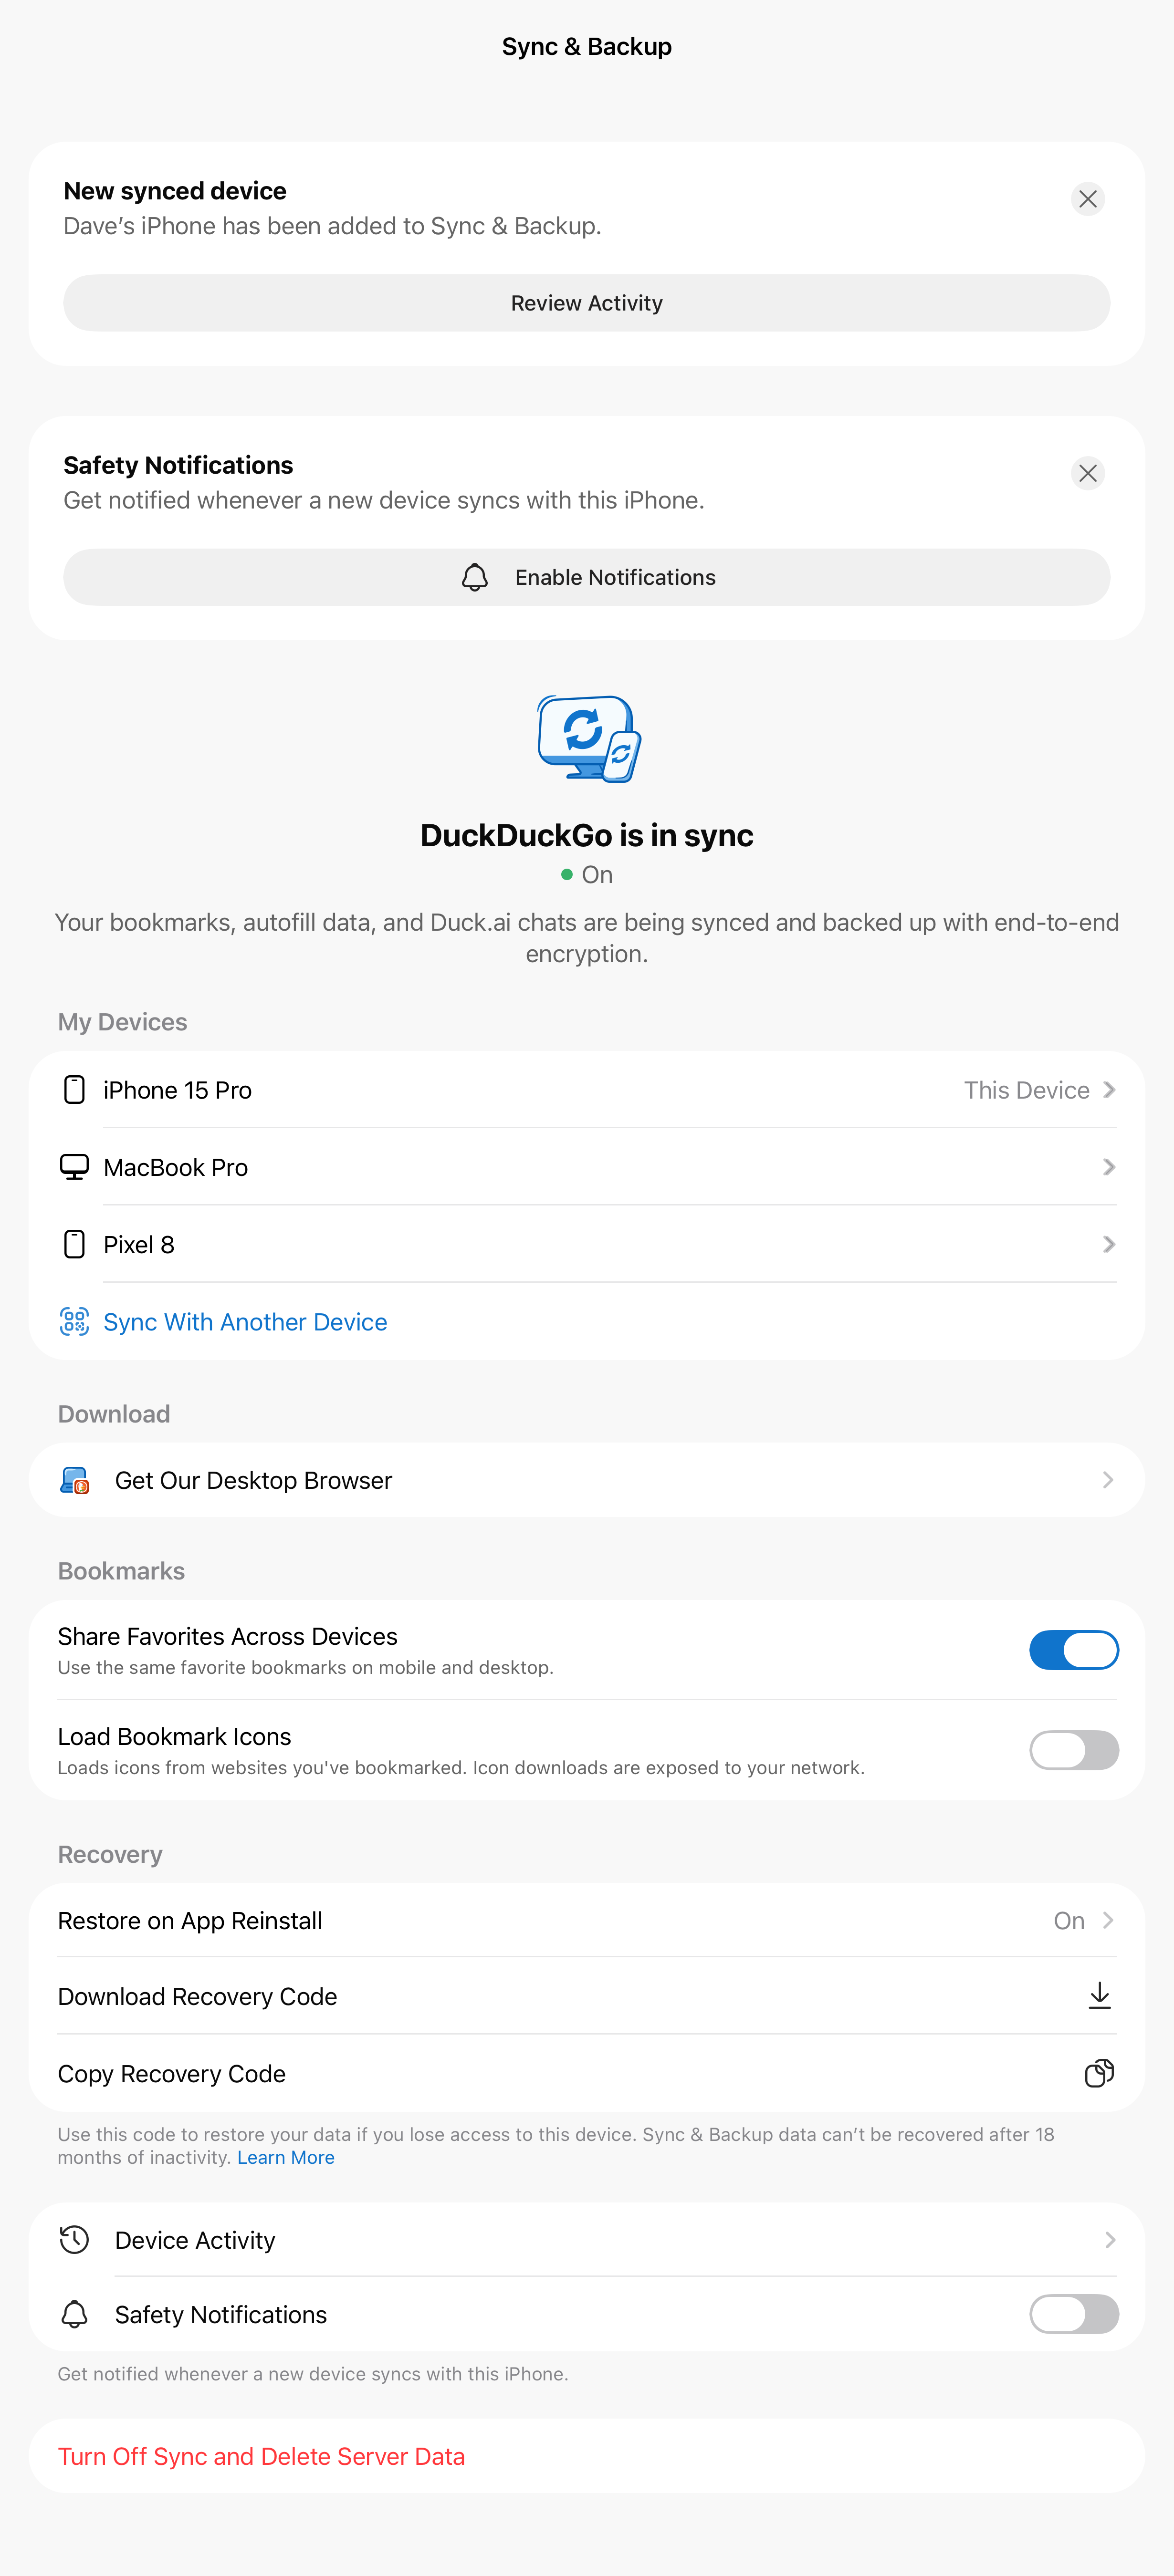 Sync & Backup
New synced device
Dave’s iPhone has been added to Sync & Backup.
Review Activity
Safety Notifications
Get notified whenever a new device syncs with this iPhone.
Enable Notifications
DuckDuckGo is in sync
On
Your bookmarks, autofill data, and Duck.ai chats are being synced and backed up with end-to-end
encryption.
My Devices
iPhone 15 Pro This Device
MacBook Pro
Pixel 8
Sync With Another Device
Download
Get Our Desktop Browser
Bookmarks
Share Favorites Across Devices
Use the same favorite bookmarks on mobile and desktop.
Load Bookmark Icons
Loads icons from websites you've bookmarked. Icon downloads are exposed to your network.
Recovery
Restore on App Reinstall On
Download Recovery Code
Copy Recovery Code
Use this code to restore your data if you lose access to this device. Sync & Backup data can’t be recovered after 18
months of inactivity. Learn More
Device Activity
Safety Notifications
Get notified whenever a new device syncs with this iPhone.
Turn Off Sync and Delete Server Data